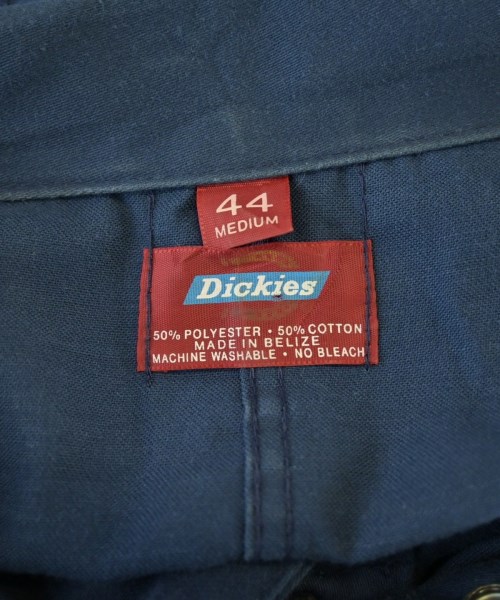 44
MEDIUM
Dickies
50% POLYESTER • 50% COTTON
MADE IN BELIZE
MACHINE WASHABLE • NO BLEACH